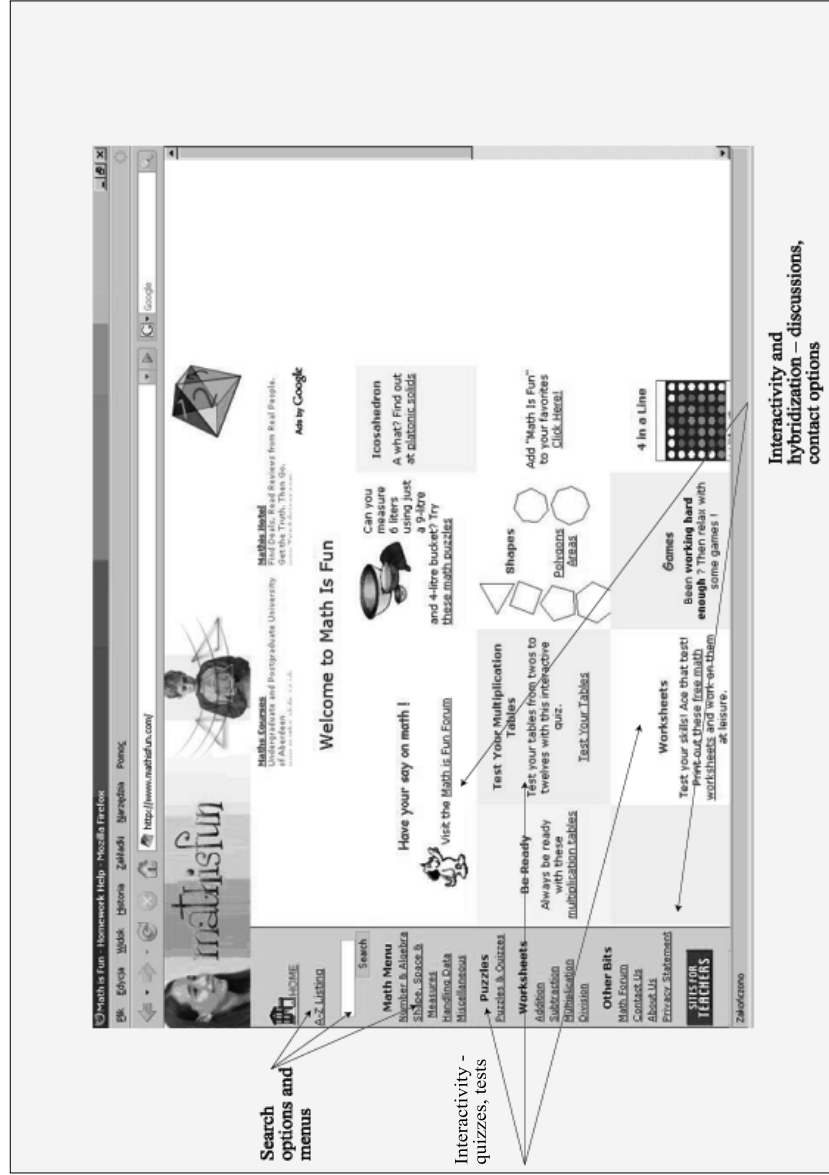 Math is Fun - Homework Help - Mozilla Firefox
Plik Edycja Widok Historia Zakładki Narzędzia Pomoc
http://www.mathisfun.com/
Google
mathisfun
HOME
A-Z Listing
Search
Math Menu
Number & Algebra
Shape, Space &
Measures
Handling Data
Miscellaneous
Puzzles
Puzzles & Quizzes
Worksheets
Addition
Subtraction
Multiplication
Division
Other Bits
Math Forum
Contact Us
About Us
Privacy Statement
SITES FOR
TEACHERS
Maths Courses
Undergraduate and Postgraduate University
of Aberdeen
Mathes Hotel
Find Deals, Read Reviews from Real People.
Get the Truth. Then Go.
Ads by Google
Welcome to Math Is Fun
Have your say on math !
Visit the Math is Fun Forum
Can you
measure
6 liters
using just
a 9-litre
and 4-litre bucket? Try
these math puzzles
Icosahedron
A what? Find out
at platonic solids
Be Ready
Always be ready
with these
multiplication tables
Test Your Multiplication
Tables
Test your tables from twos to
twelves with this interactive
quiz.
Test Your Tables
Shapes
Polygons
Areas
Add "Math Is Fun"
to your favorites
Click Here!
Worksheets
Test your skills! Ace that test!
Print out these free math
worksheets and work on them
at leisure.
Games
Been working hard
enough ? Then relax with
some games !
4 in a Line
Zakończono
Search
options and
menus
Interactivity -
quizzes, tests
Interactivity and
hybridization – discussions,
contact options